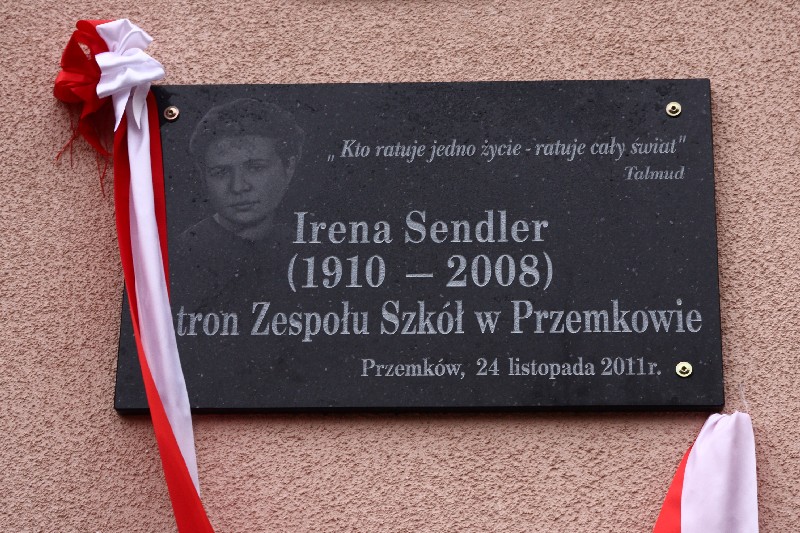 „Kto ratuje jedno życie - ratuje cały świat"
Talmud
Irena Sendler
(1910 – 2008)
tron Zespołu Szkół w Przemkowie
Przemków, 24 listopada 2011r.